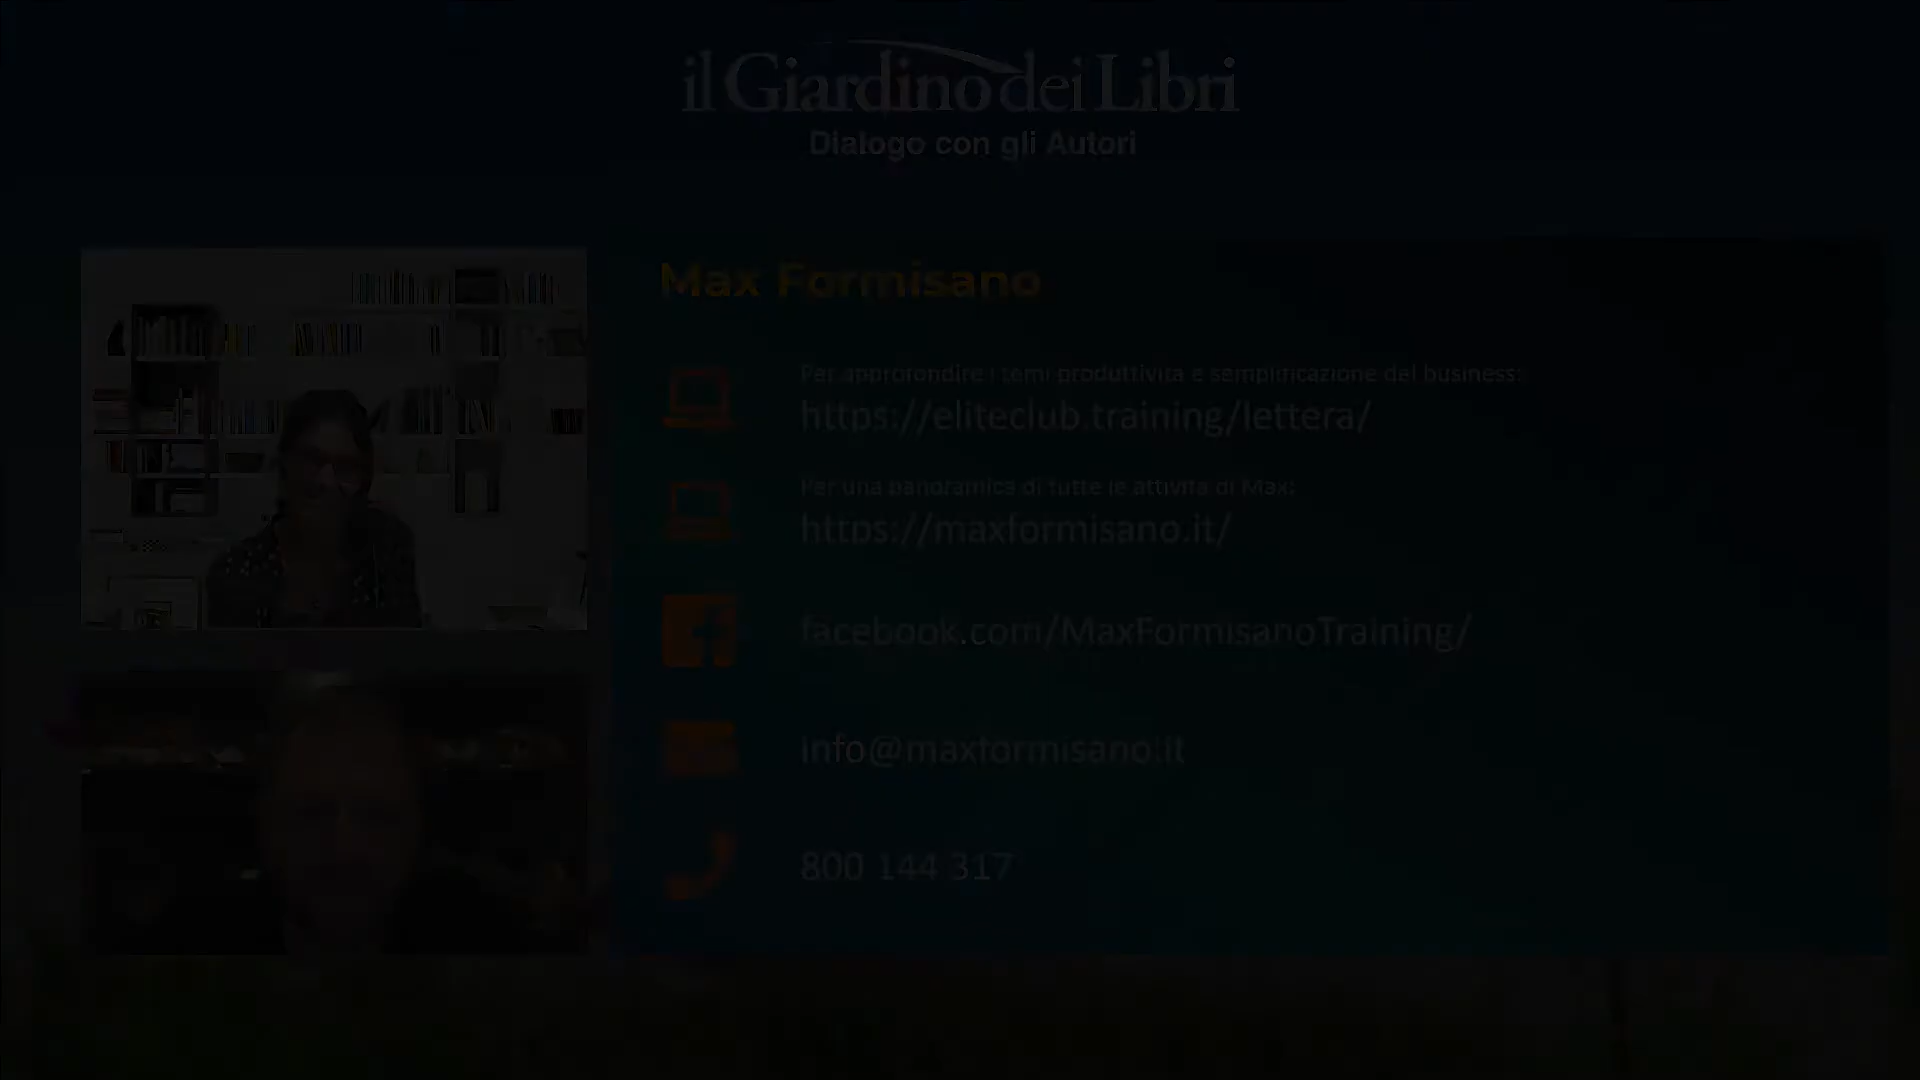 il Giardino dei Libri
Dialogo con gli Autori
Max Formisano
Per approfondire i temi produttività e semplificazione del business:
https://eliteclub.training/lettera/
Per una panoramica di tutte le attività di Max:
https://maxformisano.it/
facebook.com/MaxFormisanoTraining/
info@maxformisano.it
800 144 317